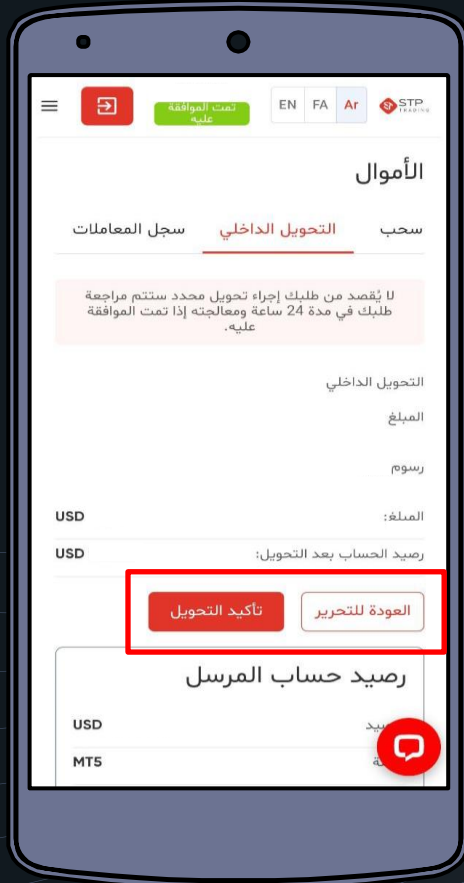 تمت الموافقة عليه
EN FA Ar STP TRADING
الأموال
سحب التحويل الداخلي سجل المعاملات
لا يُقصد من طلبك إجراء تحويل محدد ستتم مراجعة
طلبك في مدة 24 ساعة ومعالجته إذا تمت الموافقة
عليه.
التحويل الداخلي
المبلغ
رسوم
المبلغ: USD
رصيد الحساب بعد التحويل: USD
العودة للتحرير تأكيد التحويل
رصيد حساب المرسل
USD
MT5